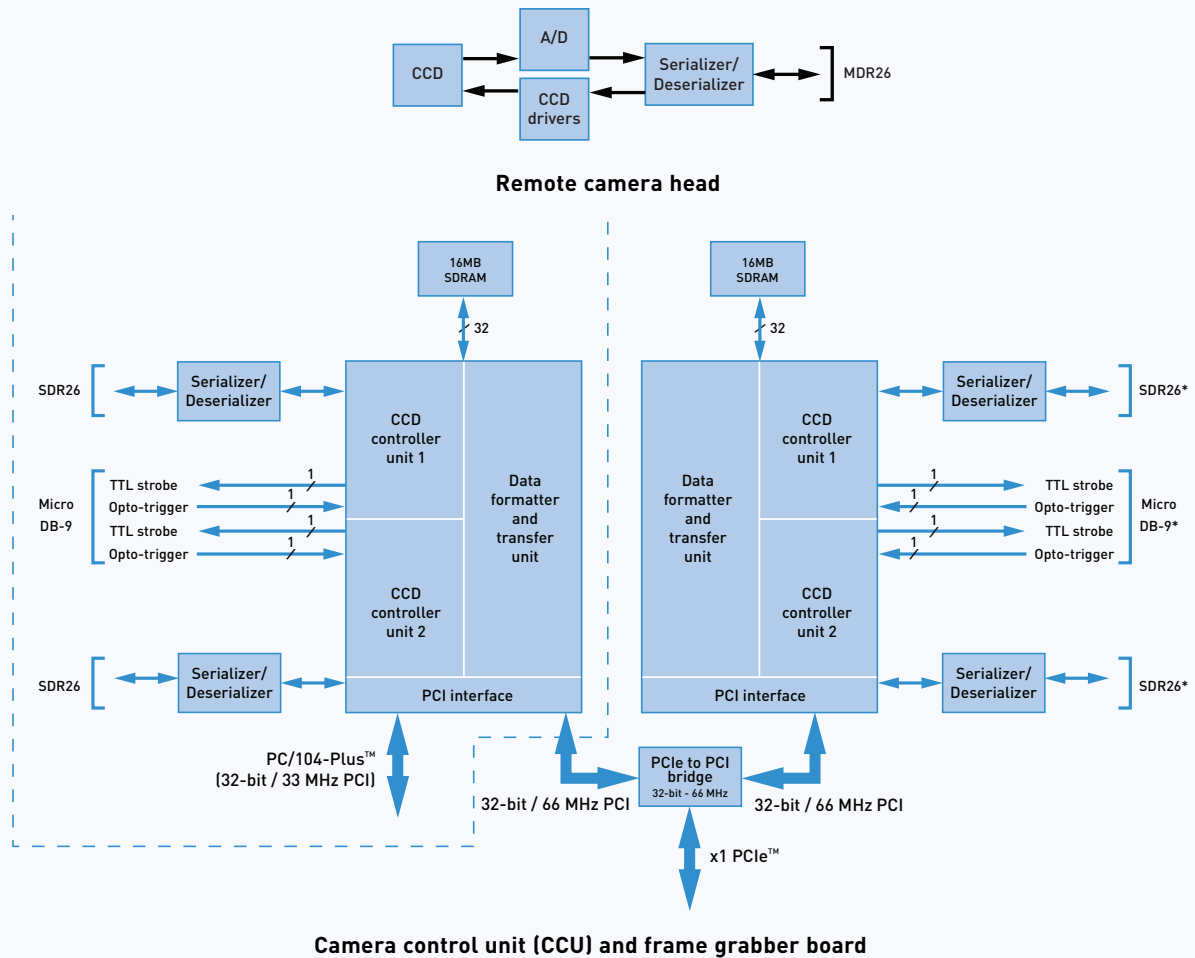 A/D
CCD
Serializer/
Deserializer
MDR26
CCD
drivers
Remote camera head
16MB
SDRAM
32
16MB
SDRAM
32
SDR26
Serializer/
Deserializer
CCD
controller
unit 1
Data
formatter
and
transfer
unit
CCD
controller
unit 2
PCI interface
Micro
DB-9
TTL strobe
1
Opto-trigger
1
TTL strobe
1
Opto-trigger
1
SDR26
Serializer/
Deserializer
Data
formatter
and
transfer
unit
CCD
controller
unit 1
CCD
controller
unit 2
PCI interface
Serializer/
Deserializer
SDR26*
1
TTL strobe
1
Opto-trigger
1
TTL strobe
1
Opto-trigger
Micro
DB-9*
Serializer/
Deserializer
SDR26*
PC/104-Plus™
(32-bit / 33 MHz PCI)
32-bit / 66 MHz PCI
PCIe to PCI
bridge
32-bit - 66 MHz
32-bit / 66 MHz PCI
x1 PCIe™
Camera control unit (CCU) and frame grabber board